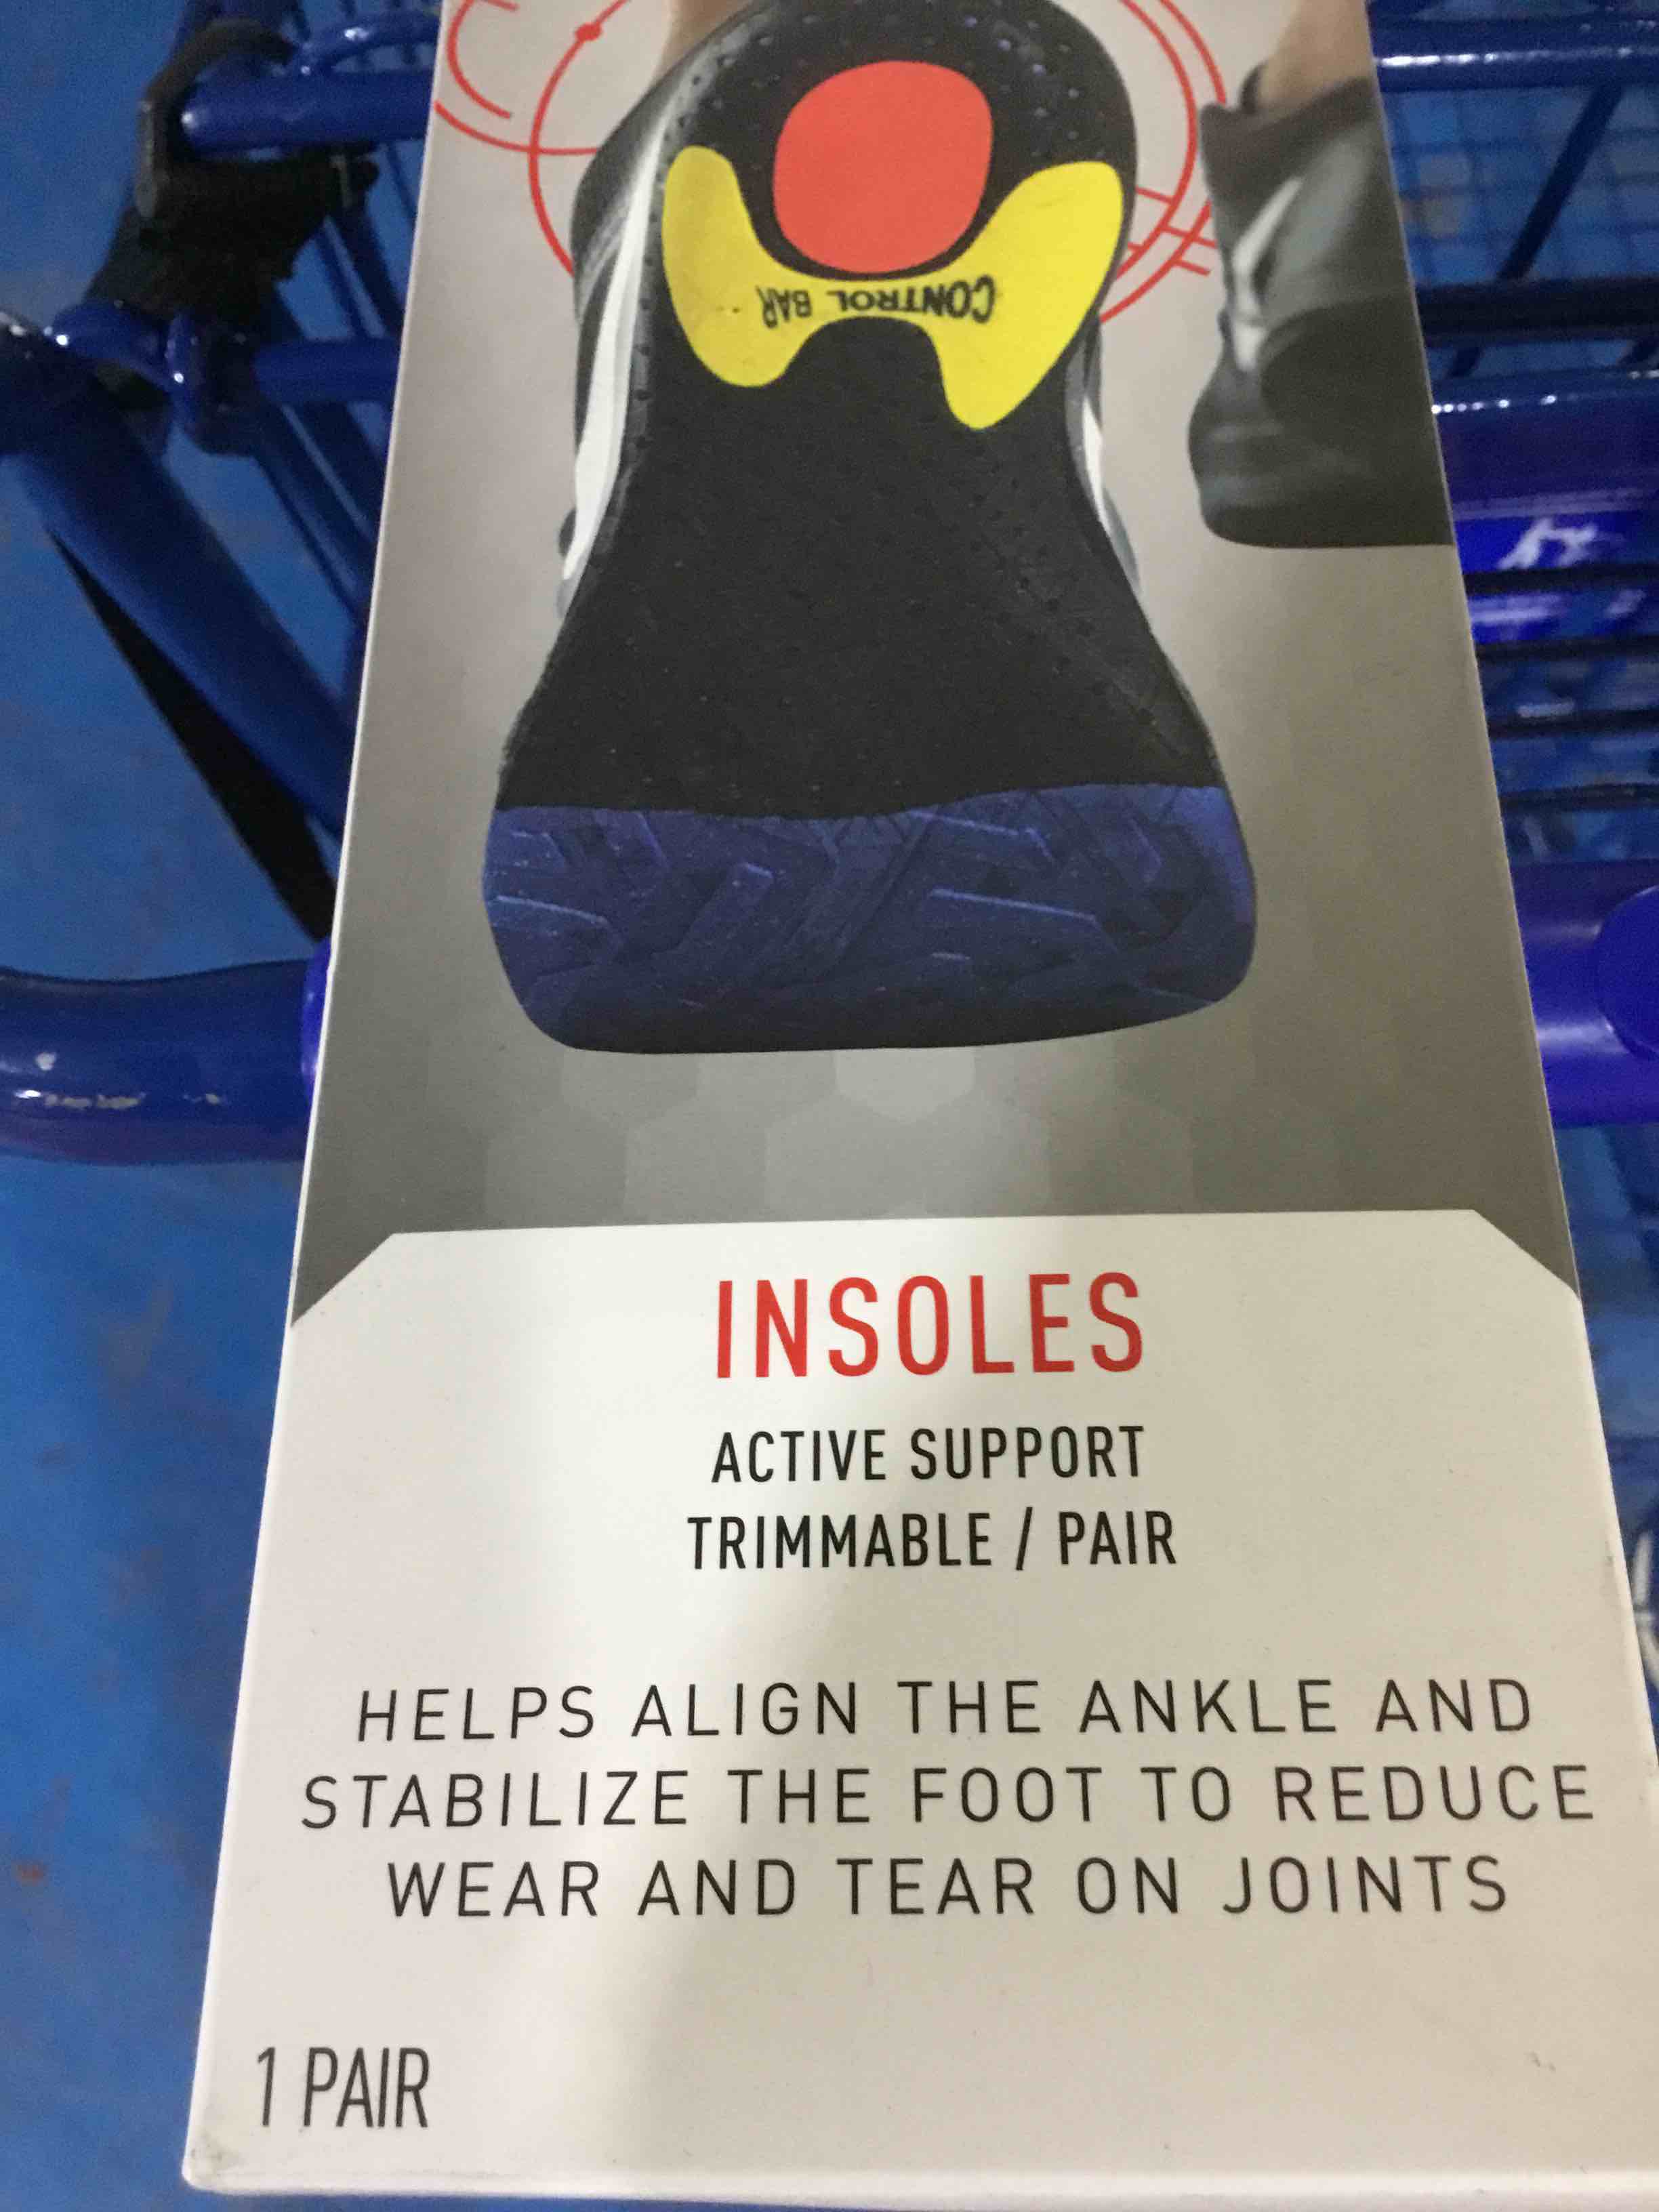 CONTROL BAR
INSOLES
ACTIVE SUPPORT
TRIMMABLE / PAIR
HELPS ALIGN THE ANKLE AND
STABILIZE THE FOOT TO REDUCE
WEAR AND TEAR ON JOINTS
1 PAIR